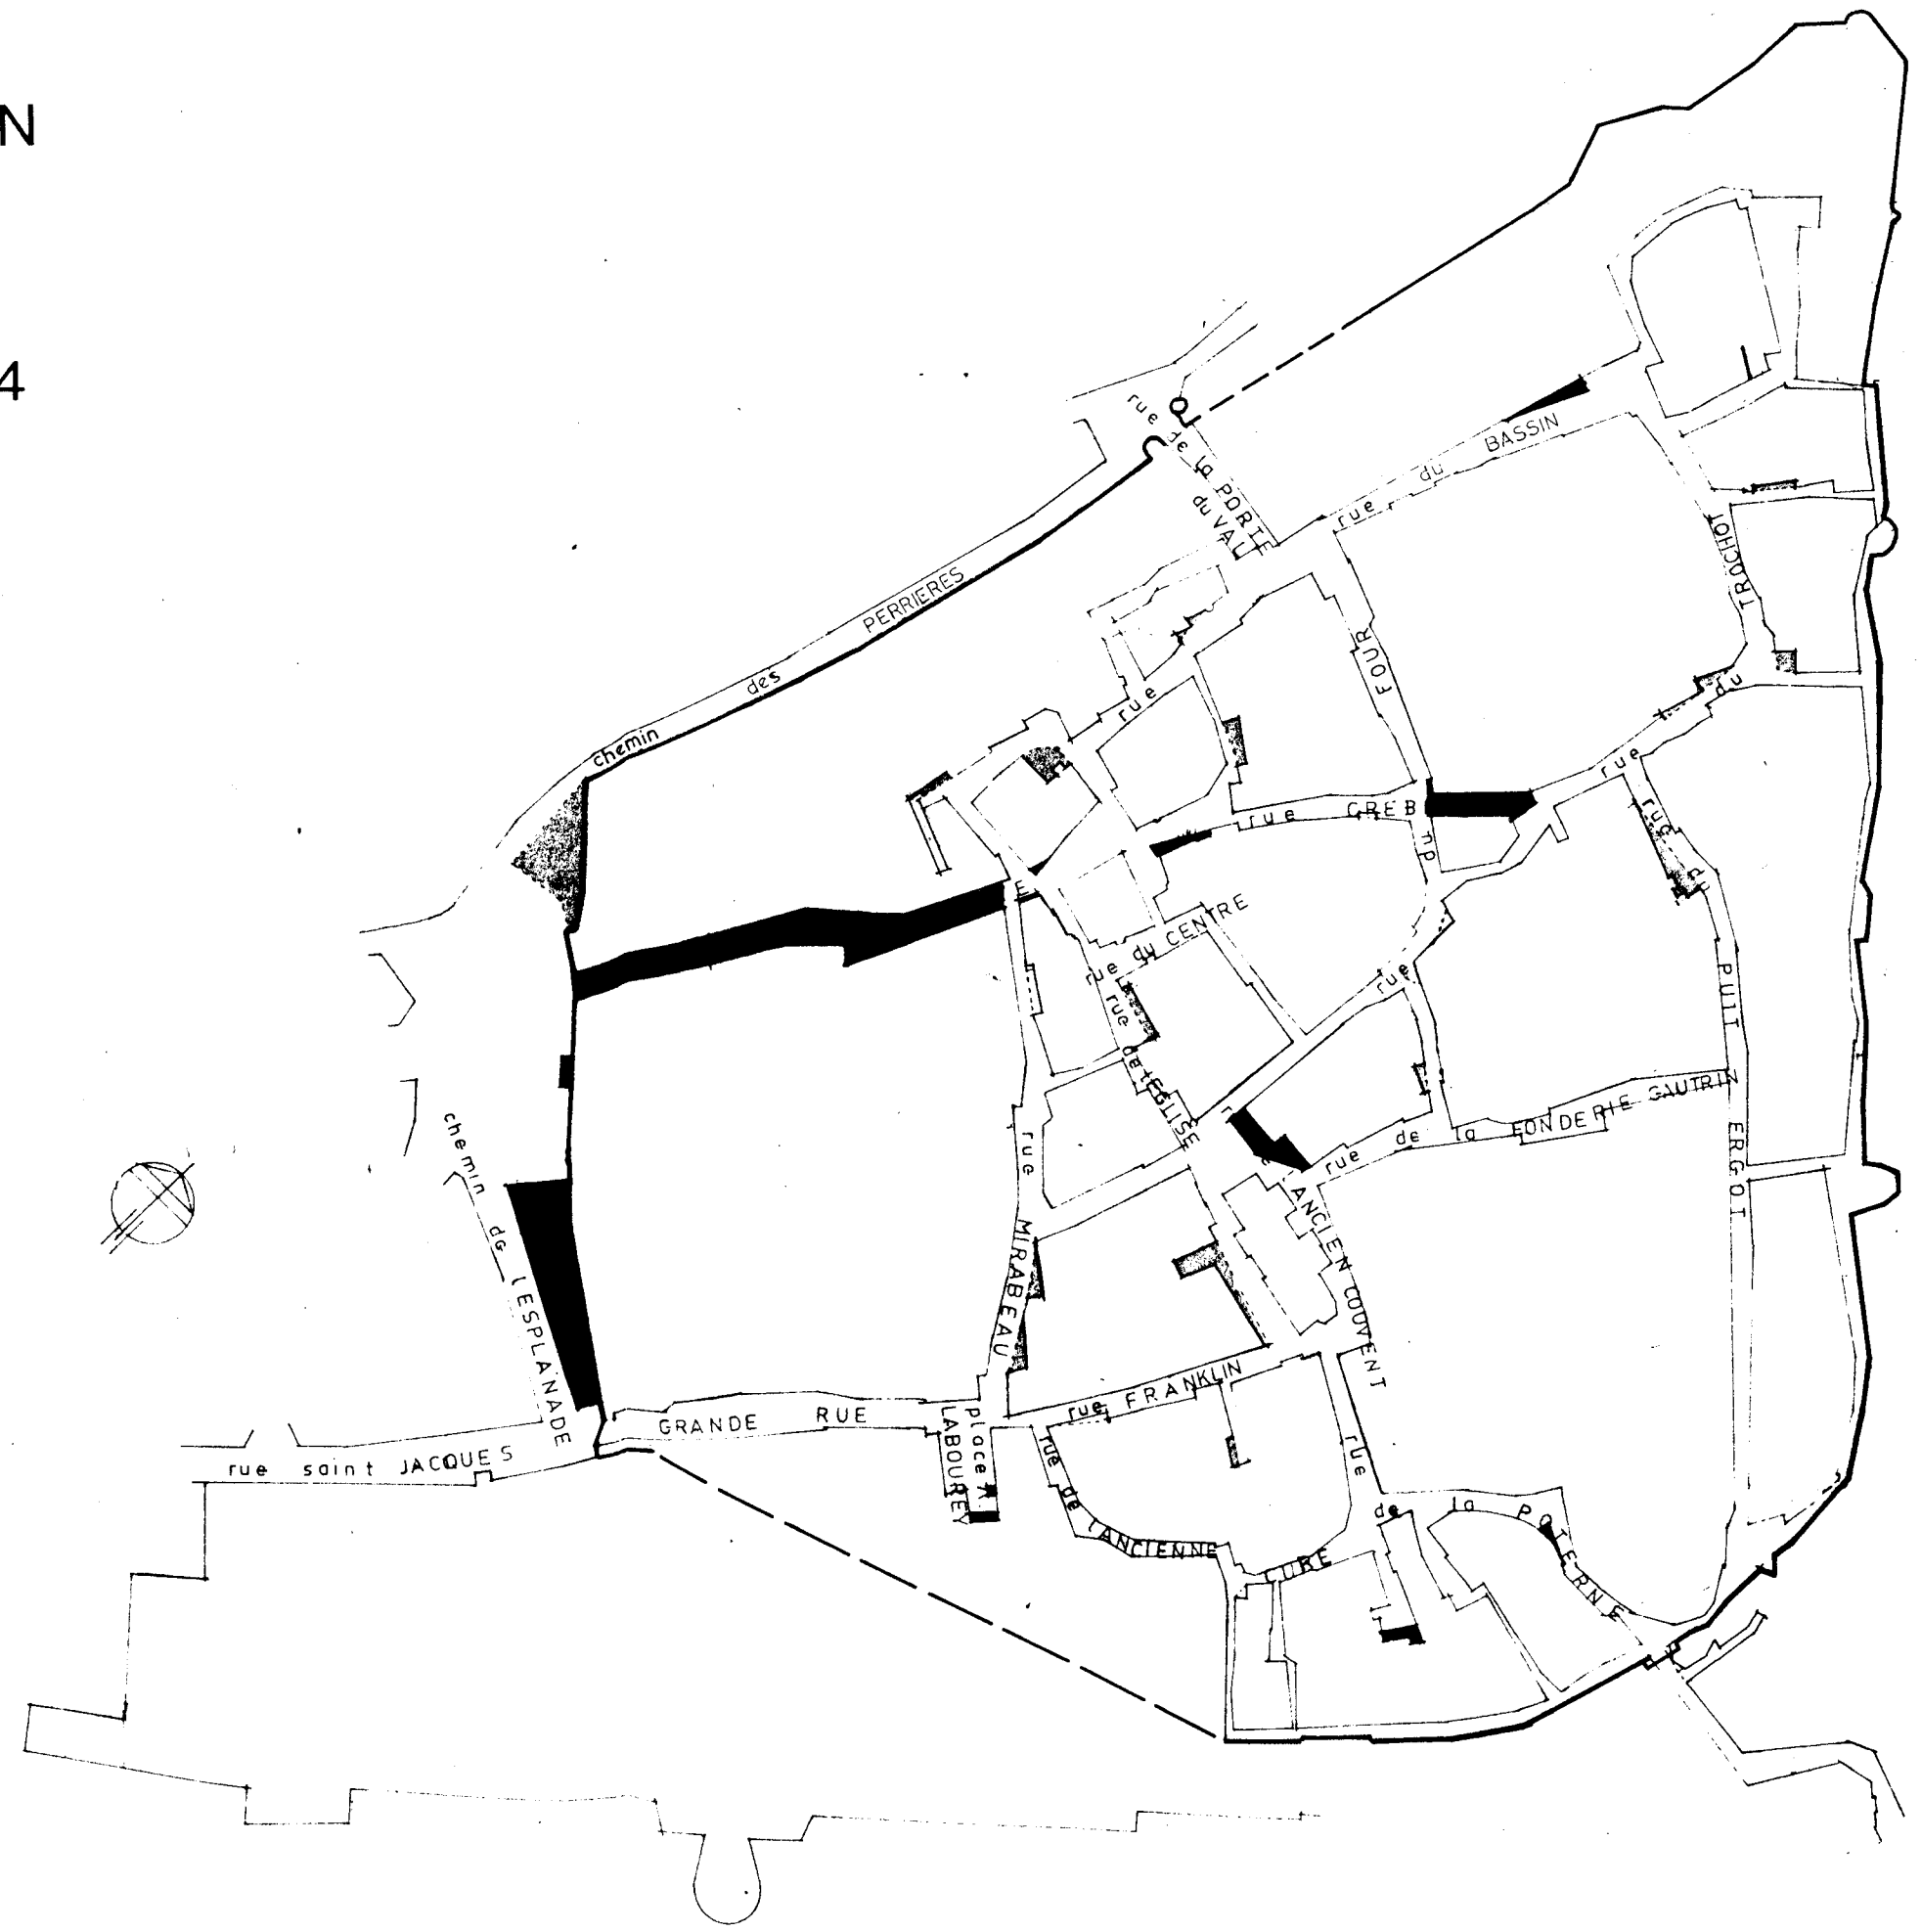 N
4
rue de la PORTE
du VAU
rue du BASSIN
TROCHOT
chemin des PERRIERES
FOUR
rue
du
rue
rue CREB
du
rue
du
rue du CENTRE
rue
rue de l'EGLISE
PUIT
ERGOT
rue de la FONDERIE GAUTRIN
rue
MIRABEAU
ANCIEN COUVENT
chemin de l'ESPLANADE
rue FRANKLIN
GRANDE RUE
place A.
LABOUREY
rue saint JACQUES
rue de l'ANCIENNE CURE
rue de la POTERNE